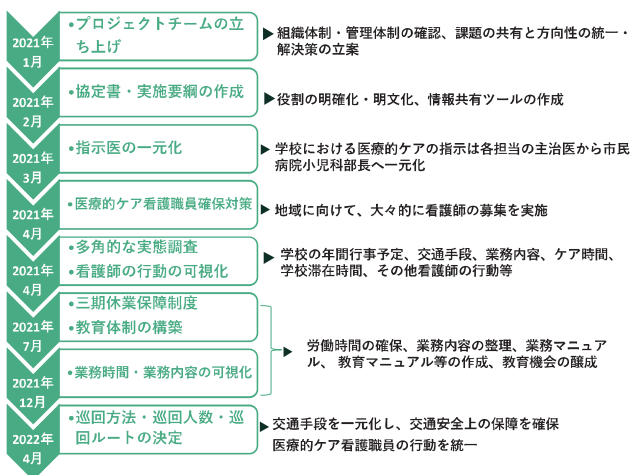 2021年
1月
•プロジェクトチームの立
ち上げ
組織体制・管理体制の確認、課題の共有と方向性の統一・
解決策の立案
2021年
2月
•協定書・実施要綱の作成
役割の明確化・明文化、情報共有ツールの作成
2021年
3月
•指示医の一元化
学校における医療的ケアの指示は各担当の主治医から市民
病院小児科部長へ一元化
2021年
4月
•医療的ケア看護職員確保対策
地域に向けて、大々的に看護師の募集を実施
2021年
4月
•多角的な実態調査
•看護師の行動の可視化
学校の年間行事予定、交通手段、業務内容、ケア時間、
学校滞在時間、その他看護師の行動等
2021年
7月
•三期休業保障制度
•教育体制の構築
2021年
12月
•業務時間・業務内容の可視化
労働時間の確保、業務内容の整理、業務マニュア
ル、 教育マニュアル等の作成、教育機会の醸成
2022年
4月
•巡回方法・巡回人数・巡
回ルートの決定
交通手段を一元化し、交通安全上の保障を確保
医療的ケア看護職員の行動を統一